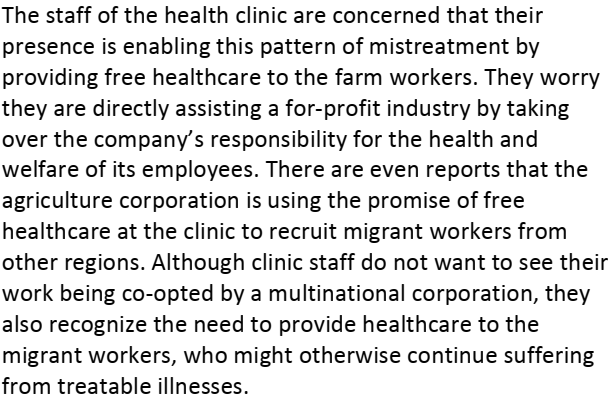 The staff of the health clinic are concerned that their
presence is enabling this pattern of mistreatment by
providing free healthcare to the farm workers. They worry
they are directly assisting a for-profit industry by taking
over the company’s responsibility for the health and
welfare of its employees. There are even reports that the
agriculture corporation is using the promise of free
healthcare at the clinic to recruit migrant workers from
other regions. Although clinic staff do not want to see their
work being co-opted by a multinational corporation, they
also recognize the need to provide healthcare to the
migrant workers, who might otherwise continue suffering
from treatable illnesses.